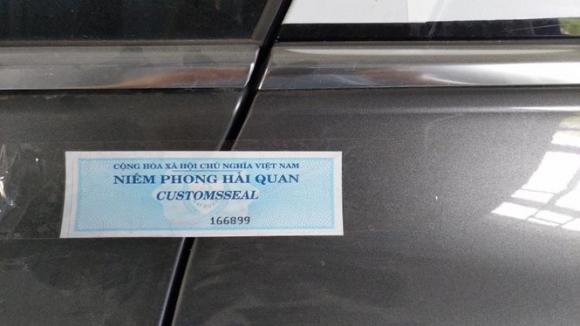 CỘNG HÒA XÃ HỘI CHỦ NGHĨA VIỆT NAM
NIÊM PHONG HẢI QUAN
CUSTOMSSEAL
166899